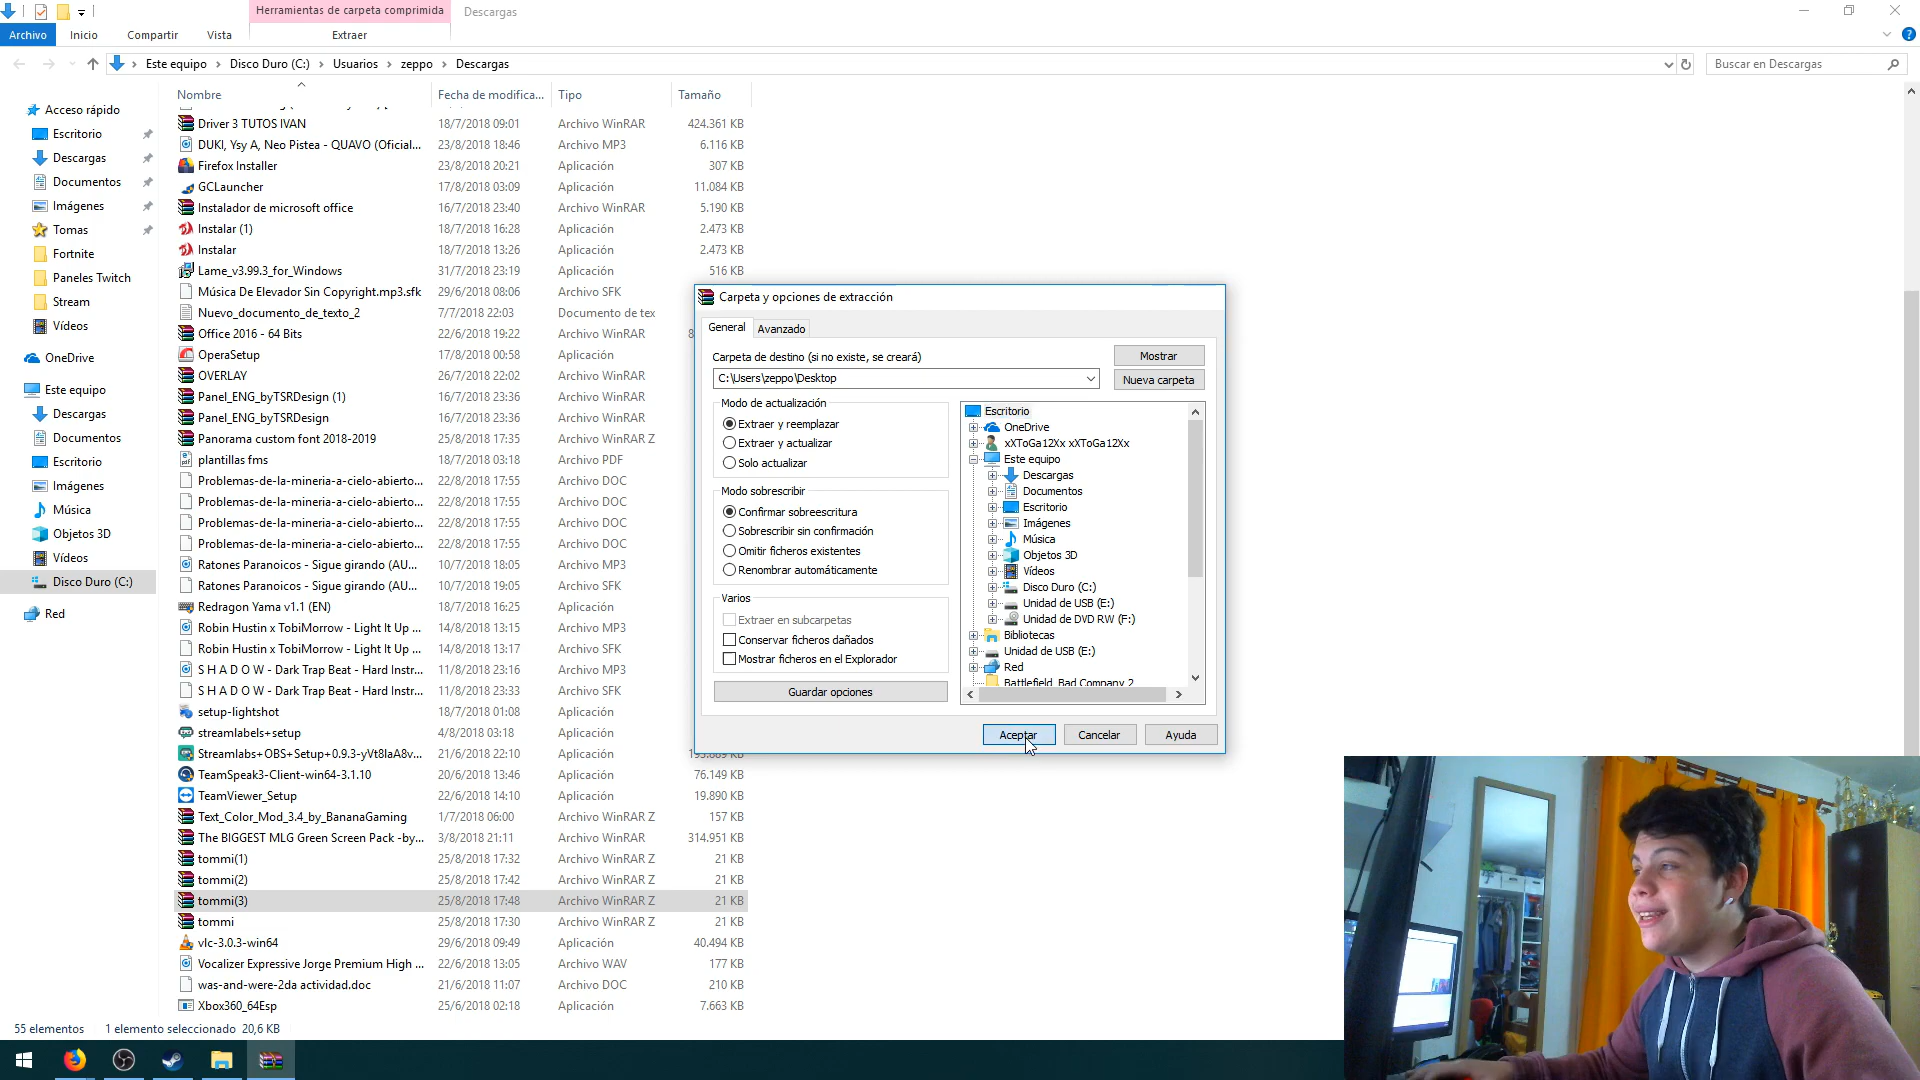 Herramientas de carpeta comprimida
Descargas
Archivo
Inicio
Compartir
Vista
Extraer
Este equipo
Disco Duro (C:)
Usuarios
zeppo
Descargas
Buscar en Descargas
Nombre
Fecha de modifica...
Tipo
Tamaño
Acceso rápido
Escritorio
Descargas
Documentos
Imágenes
Tomas
Fortnite
Paneles Twitch
Stream
Vídeos
OneDrive
Este equipo
Descargas
Documentos
Escritorio
Imágenes
Música
Objetos 3D
Vídeos
Disco Duro (C:)
Red
Driver 3 TUTOS IVAN 18/7/2018 09:01 Archivo WinRAR 424.361 KB
DUKI, Ysy A, Neo Pistea - QUAVO (Oficial... 23/8/2018 18:46 Archivo MP3 6.116 KB
Firefox Installer 23/8/2018 20:21 Aplicación 307 KB
GCLauncher 17/8/2018 03:09 Aplicación 11.084 KB
Instalador de microsoft office 16/7/2018 23:40 Archivo WinRAR 5.190 KB
Instalar (1) 18/7/2018 16:28 Aplicación 2.473 KB
Instalar 18/7/2018 13:26 Aplicación 2.473 KB
Lame_v3.99.3_for_Windows 31/7/2018 23:19 Aplicación 516 KB
Música De Elevador Sin Copyright.mp3.sfk 29/6/2018 08:06 Archivo SFK
Nuevo_documento_de_texto_2 7/7/2018 22:03 Documento de tex
Office 2016 - 64 Bits 22/6/2018 19:22 Archivo WinRAR 8
OperaSetup 17/8/2018 00:58 Aplicación
OVERLAY 26/7/2018 22:02 Archivo WinRAR
Panel_ENG_byTSRDesign (1) 16/7/2018 23:36 Archivo WinRAR
Panel_ENG_byTSRDesign 16/7/2018 23:36 Archivo WinRAR
Panorama custom font 2018-2019 25/8/2018 17:35 Archivo WinRAR Z
plantillas fms 18/7/2018 03:18 Archivo PDF
Problemas-de-la-mineria-a-cielo-abierto... 22/8/2018 17:55 Archivo DOC
Problemas-de-la-mineria-a-cielo-abierto... 22/8/2018 17:55 Archivo DOC
Problemas-de-la-mineria-a-cielo-abierto... 22/8/2018 17:55 Archivo DOC
Problemas-de-la-mineria-a-cielo-abierto... 22/8/2018 17:55 Archivo DOC
Ratones Paranoicos - Sigue girando (AU... 10/7/2018 18:05 Archivo MP3
Ratones Paranoicos - Sigue girando (AU... 10/7/2018 19:05 Archivo SFK
Redragon Yama v1.1 (EN) 18/7/2018 16:25 Aplicación
Robin Hustin x TobiMorrow - Light It Up ... 14/8/2018 13:15 Archivo MP3
Robin Hustin x TobiMorrow - Light It Up ... 14/8/2018 13:17 Archivo SFK
S H A D O W - Dark Trap Beat - Hard Instr... 11/8/2018 23:16 Archivo MP3
S H A D O W - Dark Trap Beat - Hard Instr... 11/8/2018 23:33 Archivo SFK
setup-lightshot 18/7/2018 01:08 Aplicación
streamlabels+setup 4/8/2018 03:18 Aplicación
Streamlabs+OBS+Setup+0.9.3-yVt8IaA8v... 21/6/2018 22:10 Aplicación
TeamSpeak3-Client-win64-3.1.10 20/6/2018 13:46 Aplicación 76.149 KB
TeamViewer_Setup 22/6/2018 14:10 Aplicación 19.890 KB
Text_Color_Mod_3.4_by_BananaGaming 1/7/2018 06:00 Archivo WinRAR Z 157 KB
The BIGGEST MLG Green Screen Pack -by... 3/8/2018 21:11 Archivo WinRAR 314.951 KB
tommi(1) 25/8/2018 17:32 Archivo WinRAR Z 21 KB
tommi(2) 25/8/2018 17:42 Archivo WinRAR Z 21 KB
tommi(3) 25/8/2018 17:48 Archivo WinRAR Z 21 KB
tommi 25/8/2018 17:30 Archivo WinRAR Z 21 KB
vlc-3.0.3-win64 29/6/2018 09:49 Aplicación 40.494 KB
Vocalizer Expressive Jorge Premium High ... 22/6/2018 13:05 Archivo WAV 177 KB
was-and-were-2da actividad.doc 21/6/2018 11:07 Archivo DOC 210 KB
Xbox360_64Esp 25/6/2018 02:18 Aplicación 7.663 KB
Carpeta y opciones de extracción
General
Avanzado
Carpeta de destino (si no existe, se creará)
C:\Users\zeppo\Desktop
Mostrar
Nueva carpeta
Modo de actualización
Extraer y reemplazar
Extraer y actualizar
Solo actualizar
Modo sobrescribir
Confirmar sobreescritura
Sobrescribir sin confirmación
Omitir ficheros existentes
Renombrar automáticamente
Varios
Extraer en subcarpetas
Conservar ficheros dañados
Mostrar ficheros en el Explorador
Guardar opciones
Escritorio
OneDrive
xXToGa12Xx xXToGa12Xx
Este equipo
Descargas
Documentos
Escritorio
Imágenes
Música
Objetos 3D
Vídeos
Disco Duro (C:)
Unidad de USB (E:)
Unidad de DVD RW (F:)
Bibliotecas
Unidad de USB (E:)
Red
Battlefield Bad Company 2
Aceptar
Cancelar
Ayuda
55 elementos
1 elemento seleccionado 20,6 KB